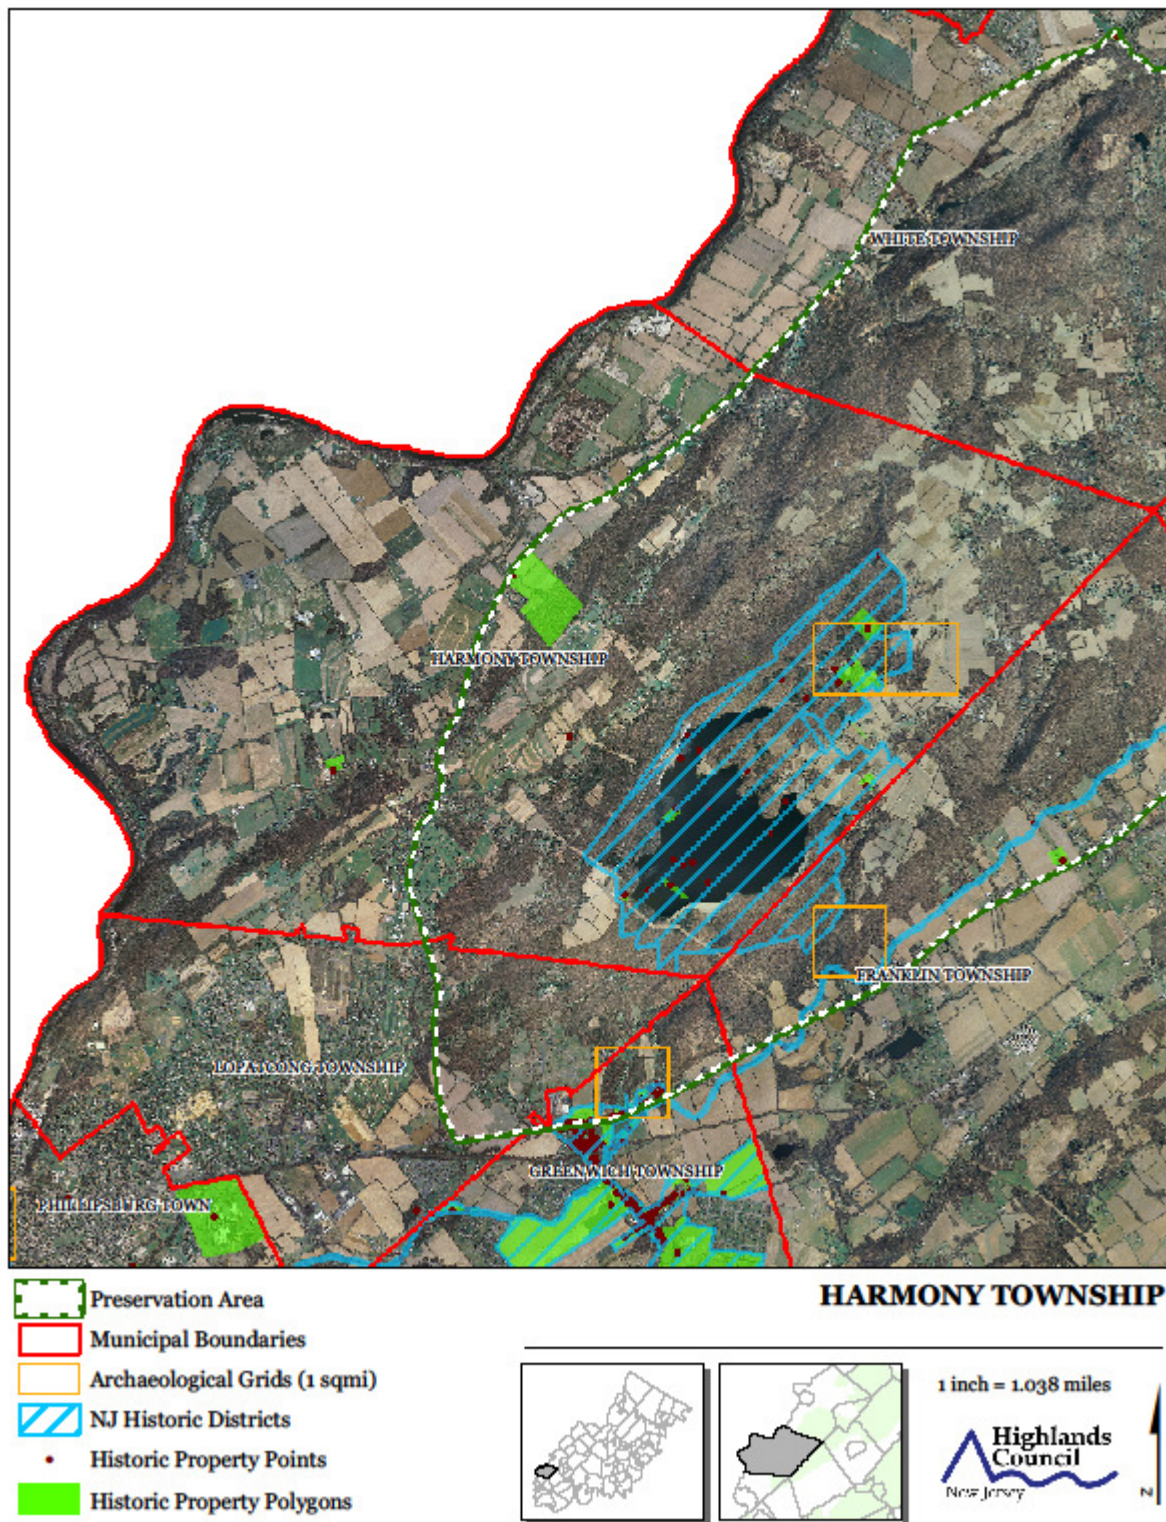 WHITE TOWNSHIP
HARMONY TOWNSHIP
FRANKLIN TOWNSHIP
LOPATCONG TOWNSHIP
GREENWICH TOWNSHIP
PHILLIPSBURG TOWN
Preservation Area
Municipal Boundaries
Archaeological Grids (1 sqmi)
NJ Historic Districts
Historic Property Points
Historic Property Polygons
HARMONY TOWNSHIP
1 inch = 1.038 miles
Highlands
Council
New Jersey
N